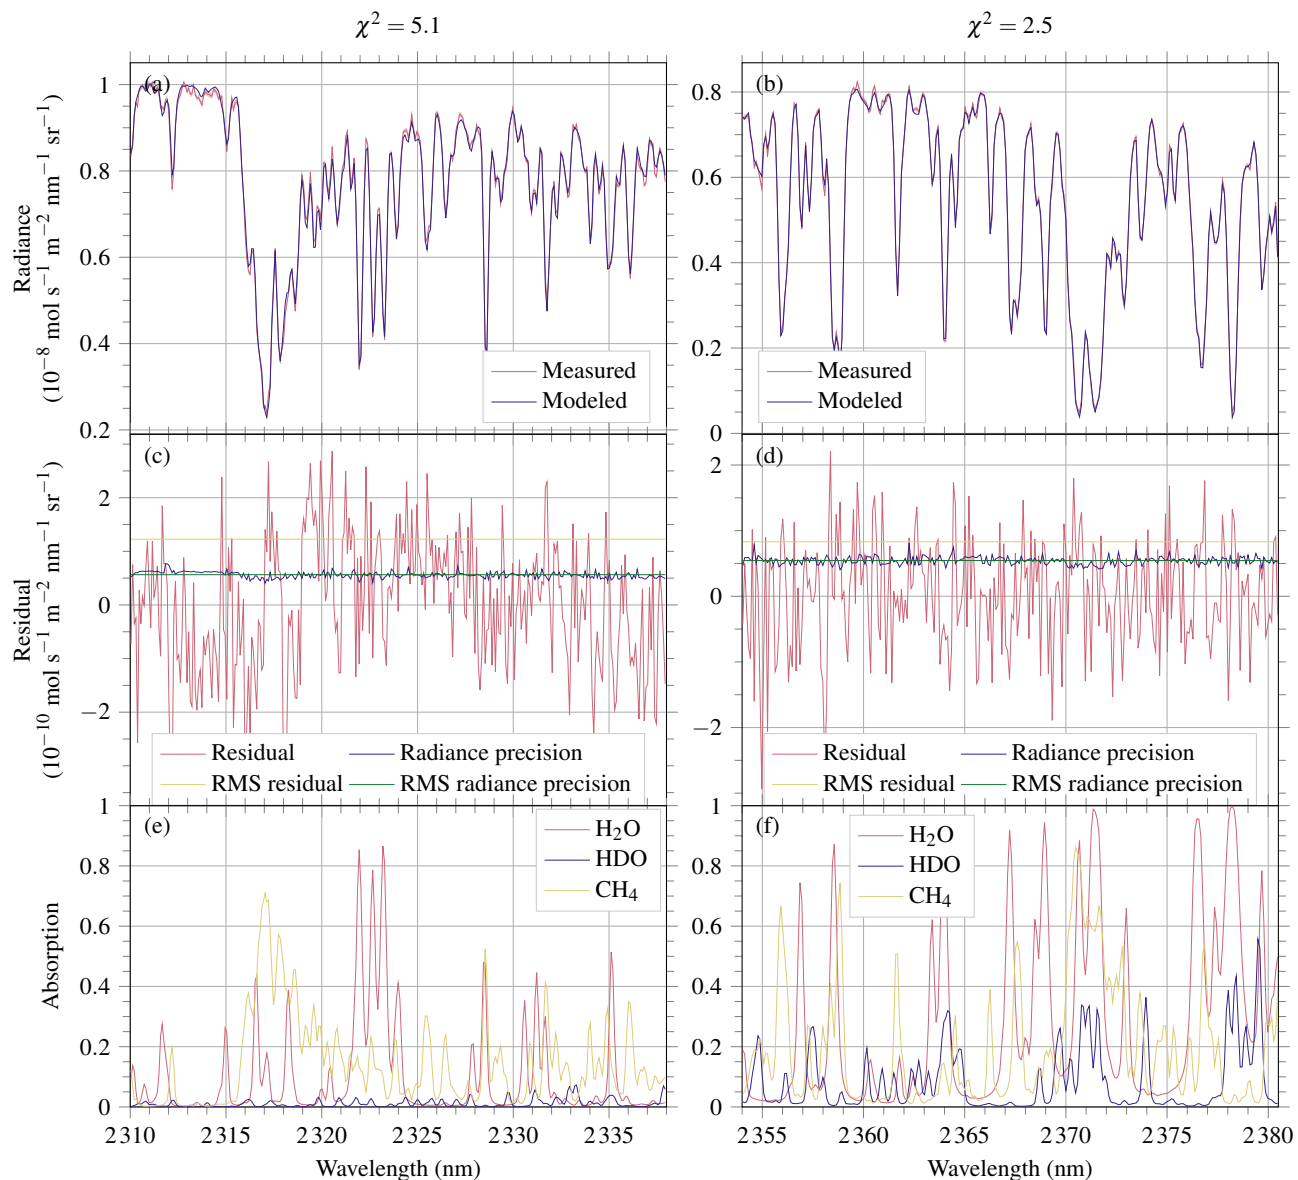 χ² = 5.1
χ² = 2.5
(a)
1
0.8
0.6
0.4
0.2
Radiance
(10⁻⁸ mol s⁻¹ m⁻² nm⁻¹ sr⁻¹)
Measured
Modeled
(b)
0.8
0.6
0.4
0.2
0
Measured
Modeled
(c)
2
0
−2
Residual
(10⁻¹⁰ mol s⁻¹ m⁻² nm⁻¹ sr⁻¹)
Residual
Radiance precision
RMS residual
RMS radiance precision
(d)
2
0
−2
Residual
Radiance precision
RMS residual
RMS radiance precision
(e)
1
0.8
0.6
0.4
0.2
0
Absorption
H₂O
HDO
CH₄
2310 2315 2320 2325 2330 2335
Wavelength (nm)
(f)
1
0.8
0.6
0.4
0.2
0
H₂O
HDO
CH₄
2355 2360 2365 2370 2375 2380
Wavelength (nm)